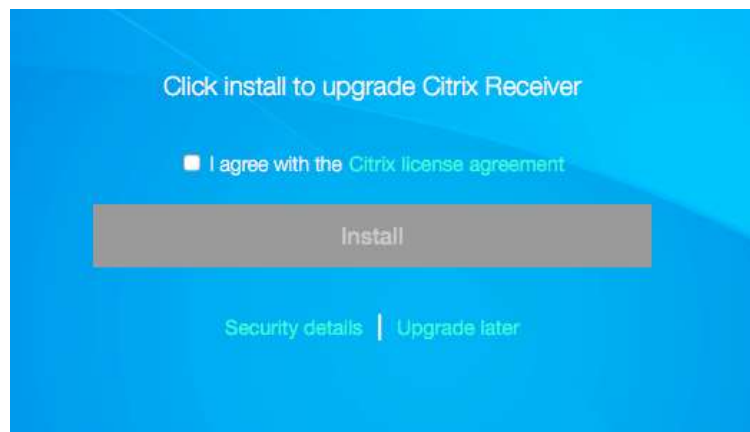 Click install to upgrade Citrix Receiver
I agree with the Citrix license agreement
Install
Security details | Upgrade later